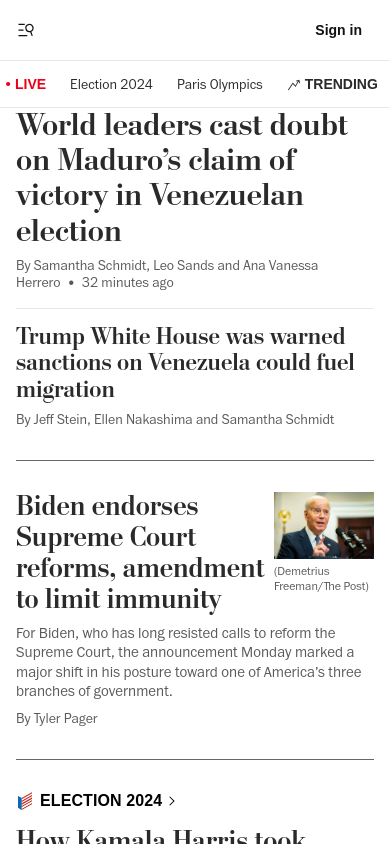 Sign in
• LIVE Election 2024 Paris Olympics TRENDING
World leaders cast doubt
on Maduro’s claim of
victory in Venezuelan
election
By Samantha Schmidt, Leo Sands and Ana Vanessa
Herrero • 32 minutes ago
Trump White House was warned
sanctions on Venezuela could fuel
migration
By Jeff Stein, Ellen Nakashima and Samantha Schmidt
Biden endorses
Supreme Court
reforms, amendment
to limit immunity
(Demetrius
Freeman/The Post)
For Biden, who has long resisted calls to reform the
Supreme Court, the announcement Monday marked a
major shift in his posture toward one of America’s three
branches of government.
By Tyler Pager
ELECTION 2024
How Kamala Harris took